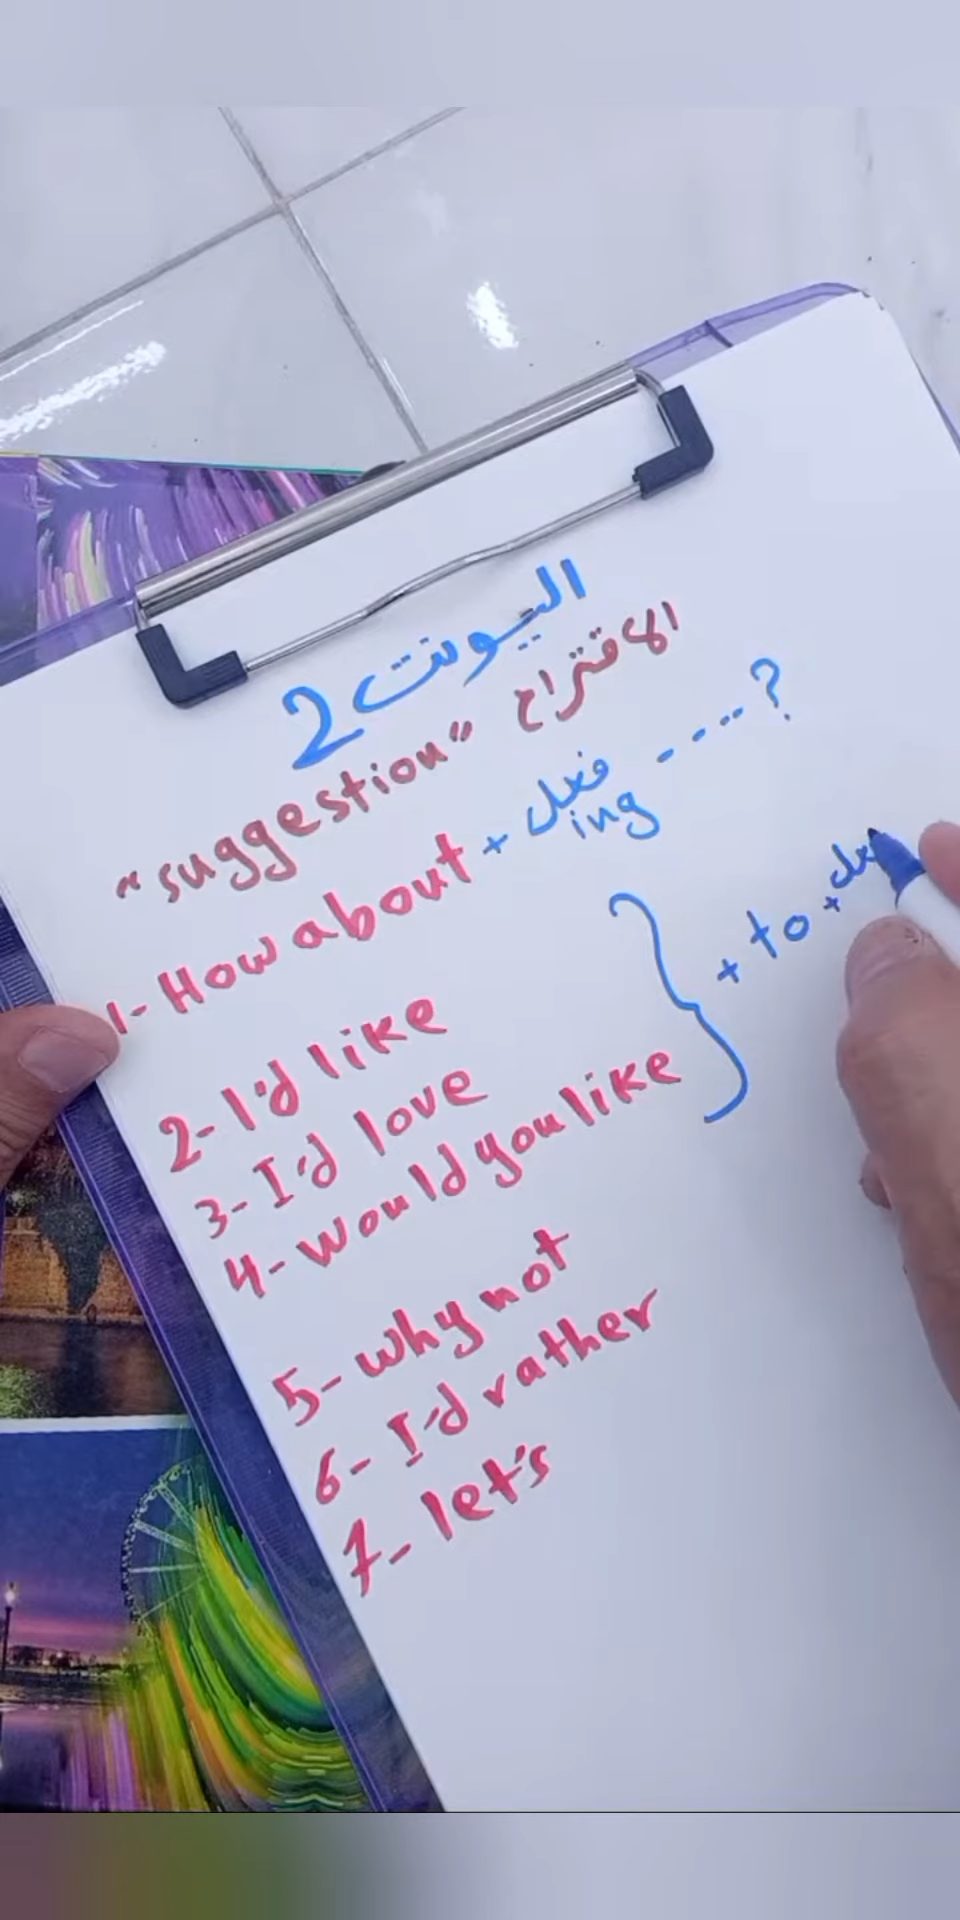 اليونت 2
"suggestion" الاقتراح
1- How about + فعل ing ....?
2- I'd like
3- I'd love
4- would you like
} + to +
5- why not
6- I'd rather
7- let's